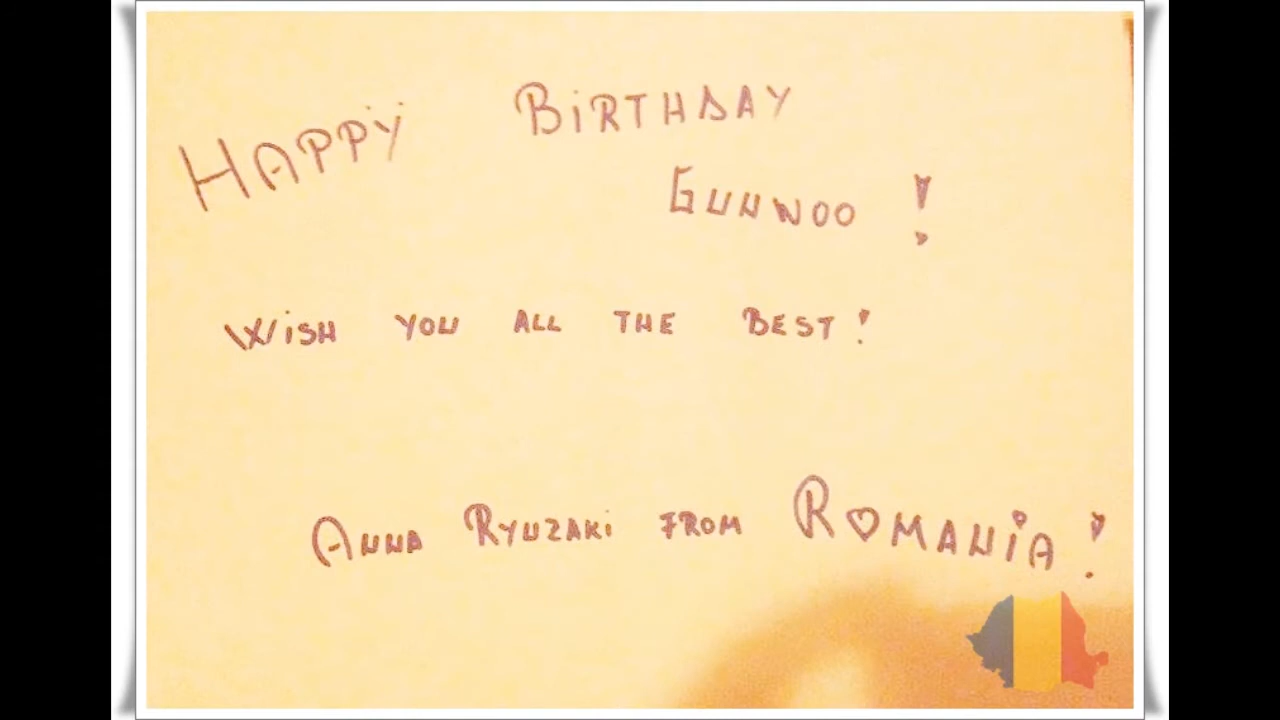 HAPPY BiRTHDAY
GUNWOO !
WiSH YOU ALL THE BEST!
ANNA RYUZAKi FROM ROMANiA!